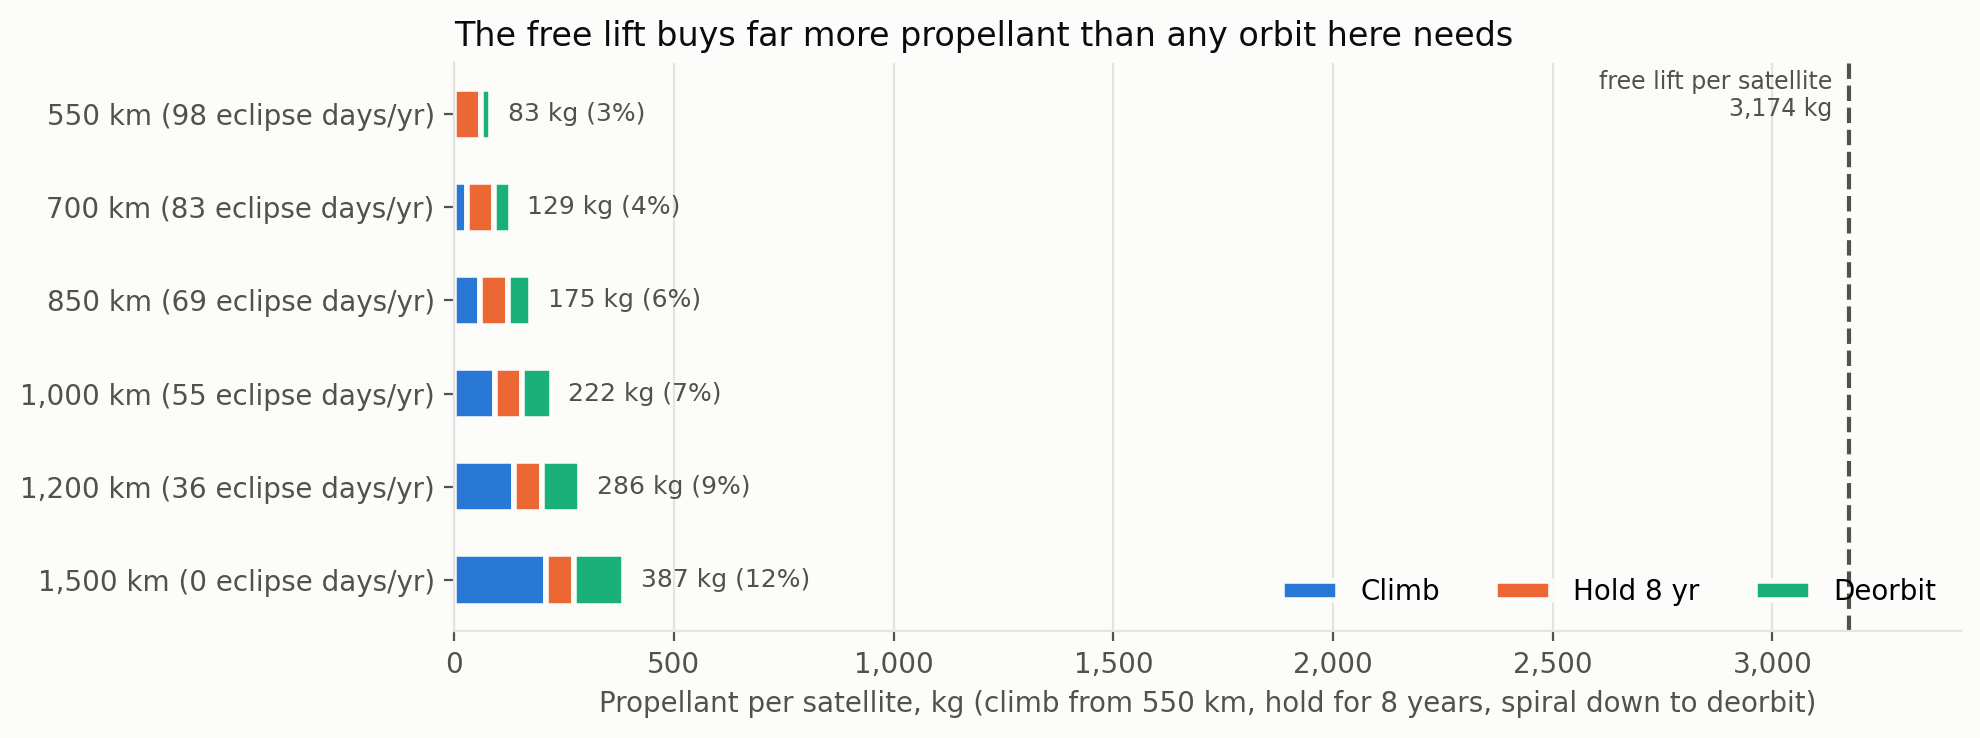 The free lift buys far more propellant than any orbit here needs
free lift per satellite
3,174 kg
550 km (98 eclipse days/yr)
83 kg (3%)
700 km (83 eclipse days/yr)
129 kg (4%)
850 km (69 eclipse days/yr)
175 kg (6%)
1,000 km (55 eclipse days/yr)
222 kg (7%)
1,200 km (36 eclipse days/yr)
286 kg (9%)
1,500 km (0 eclipse days/yr)
387 kg (12%)
Climb
Hold 8 yr
Deorbit
0 500 1,000 1,500 2,000 2,500 3,000
Propellant per satellite, kg (climb from 550 km, hold for 8 years, spiral down to deorbit)